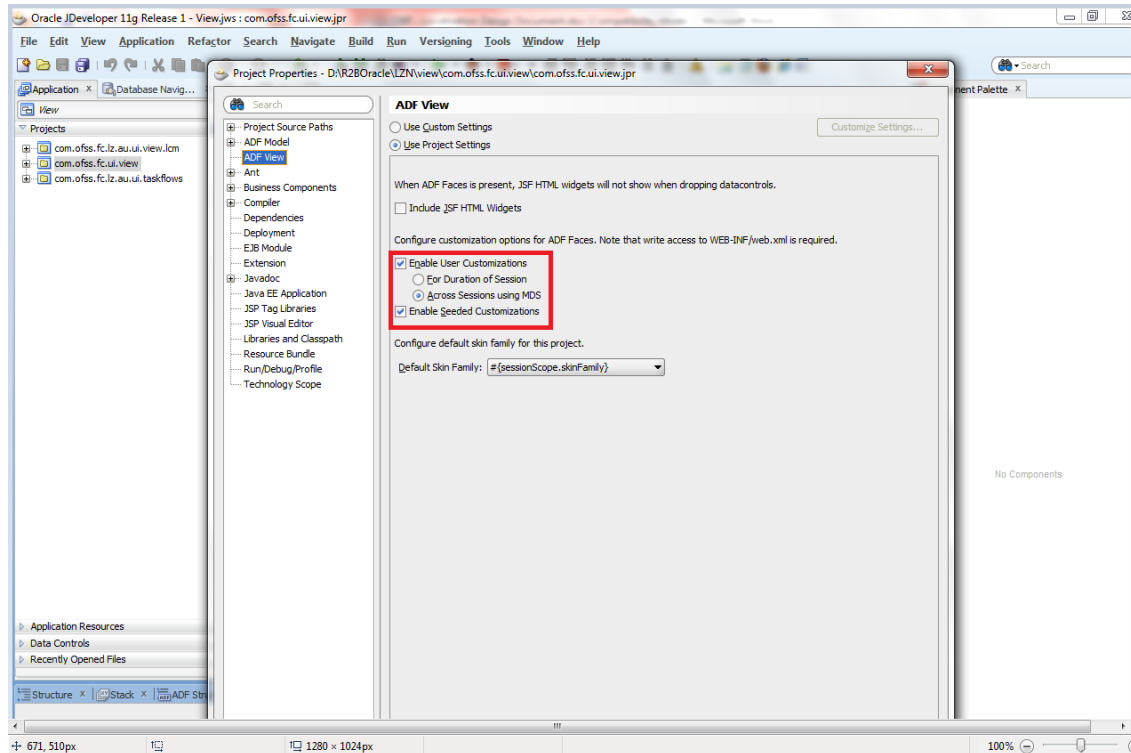 Oracle JDeveloper 11g Release 1 - View.jws : com.ofss.fc.ui.view.jpr
File Edit View Application Refactor Search Navigate Build Run Versioning Tools Window Help
Project Properties - D:\R2BOracle\LZN\view\com.ofss.fc.ui.view\com.ofss.fc.ui.view.jpr
Search
Application x Database Navig...
nent Palette x
View
Projects
com.ofss.fc.lz.au.ui.view.lcm
com.ofss.fc.ui.view
com.ofss.fc.lz.au.ui.taskflows
Search
Project Source Paths
ADF Model
ADF View
Ant
Business Components
Compiler
Dependencies
Deployment
EJB Module
Extension
Javadoc
Java EE Application
JSP Tag Libraries
JSP Visual Editor
Libraries and Classpath
Resource Bundle
Run/Debug/Profile
Technology Scope
ADF View
Use Custom Settings
Customize Settings...
Use Project Settings
When ADF Faces is present, JSF HTML widgets will not show when dropping datacontrols.
Include JSF HTML Widgets
Configure customization options for ADF Faces. Note that write access to WEB-INF/web.xml is required.
Enable User Customizations
For Duration of Session
Across Sessions using MDS
Enable Seeded Customizations
Configure default skin family for this project.
Default Skin Family: #{sessionScope.skinFamily}
No Components
Application Resources
Data Controls
Recently Opened Files
Structure x Stack x ADF Stru
671, 510px
1280 × 1024px
100%